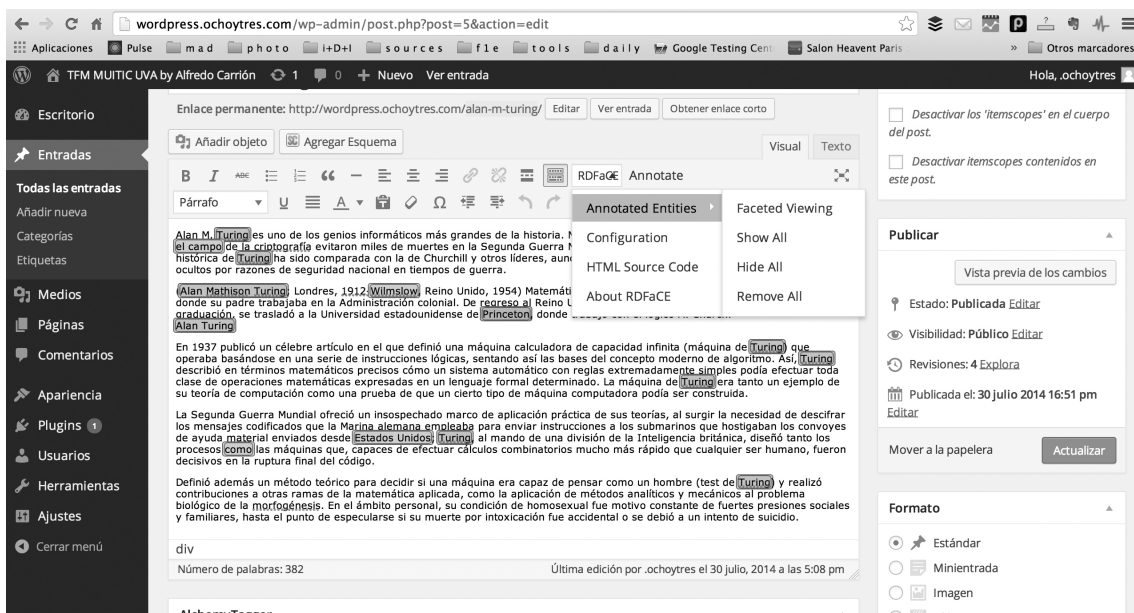 wordpress.ochoytres.com/wp-admin/post.php?post=5&action=edit
Aplicaciones Pulse mad photo i+D+I sources f1e tools daily Google Testing Cent Salon Heavent Paris » Otros marcadores
TFM MUITIC UVA by Alfredo Carrión 1 0 + Nuevo Ver entrada Hola, .ochoytres
Escritorio
Entradas
Todas las entradas
Añadir nueva
Categorías
Etiquetas
Medios
Páginas
Comentarios
Apariencia
Plugins 1
Usuarios
Herramientas
Ajustes
Cerrar menú
Enlace permanente: http://wordpress.ochoytres.com/alan-m-turing/ Editar Ver entrada Obtener enlace corto
Añadir objeto Agregar Esquema Visual Texto
B I ABC RDFaCE Annotate
Párrafo U A Ω
Annotated Entities
Configuration
HTML Source Code
About RDFaCE
Faceted Viewing
Show All
Hide All
Remove All
Alan M. Turing es uno de los genios informáticos más grandes de la historia.
el campo de la criptografía evitaron miles de muertes en la Segunda Guerra
histórica de Turing ha sido comparada con la de Churchill y otros líderes,
ocultos por razones de seguridad nacional en tiempos de guerra.
(Alan Mathison Turing; Londres, 1912-Wilmslow, Reino Unido, 1954)
donde su padre trabajaba en la Administración colonial. De regreso al Reino
graduación, se trasladó a la Universidad estadounidense de Princeton, donde
Alan Turing
En 1937 publicó un célebre artículo en el que definió una máquina calculadora de capacidad infinita (máquina de Turing) que
operaba basándose en una serie de instrucciones lógicas, sentando así las bases del concepto moderno de algoritmo. Así, Turing
describió en términos matemáticos precisos cómo un sistema automático con reglas extremadamente simples podía efectuar toda
clase de operaciones matemáticas expresadas en un lenguaje formal determinado. La máquina de Turing era tanto un ejemplo de
su teoría de computación como una prueba de que un cierto tipo de máquina computadora podía ser construida.
La Segunda Guerra Mundial ofreció un insospechado marco de aplicación práctica de sus teorías, al surgir la necesidad de descifrar
los mensajes codificados que la Marina alemana empleaba para enviar instrucciones a los submarinos que hostigaban los convoyes
de ayuda material enviados desde Estados Unidos; Turing, al mando de una división de la Inteligencia británica, diseñó tanto los
procesos como las máquinas que, capaces de efectuar cálculos combinatorios mucho más rápido que cualquier ser humano, fueron
decisivos en la ruptura final del código.
Definió además un método teórico para decidir si una máquina era capaz de pensar como un hombre (test de Turing) y realizó
contribuciones a otras ramas de la matemática aplicada, como la aplicación de métodos analíticos y mecánicos al problema
biológico de la morfogénesis. En el ámbito personal, su condición de homosexual fue motivo constante de fuertes presiones sociales
y familiares, hasta el punto de especularse si su muerte por intoxicación fue accidental o se debió a un intento de suicidio.
div
Número de palabras: 382 Última edición por .ochoytres el 30 julio, 2014 a las 5:08 pm
AlchemyTagger
Desactivar los 'itemscopes' en el cuerpo
del post.
Desactivar itemscopes contenidos en
este post.
Publicar
Vista previa de los cambios
Estado: Publicada Editar
Visibilidad: Público Editar
Revisiones: 4 Explora
Publicada el: 30 julio 2014 16:51 pm
Editar
Mover a la papelera Actualizar
Formato
Estándar
Minientrada
Imagen